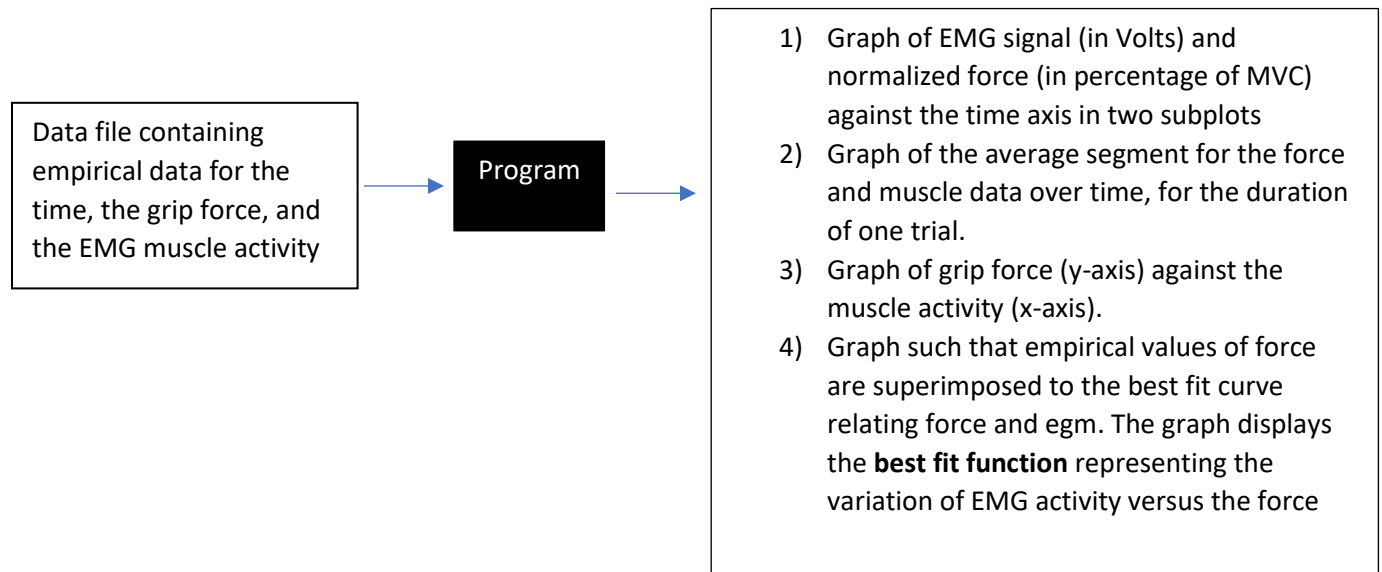 Data file containing
empirical data for the
time, the grip force, and
the EMG muscle activity
Program
1) Graph of EMG signal (in Volts) and
normalized force (in percentage of MVC)
against the time axis in two subplots
2) Graph of the average segment for the force
and muscle data over time, for the duration
of one trial.
3) Graph of grip force (y-axis) against the
muscle activity (x-axis).
4) Graph such that empirical values of force
are superimposed to the best fit curve
relating force and egm. The graph displays
the best fit function representing the
variation of EMG activity versus the force